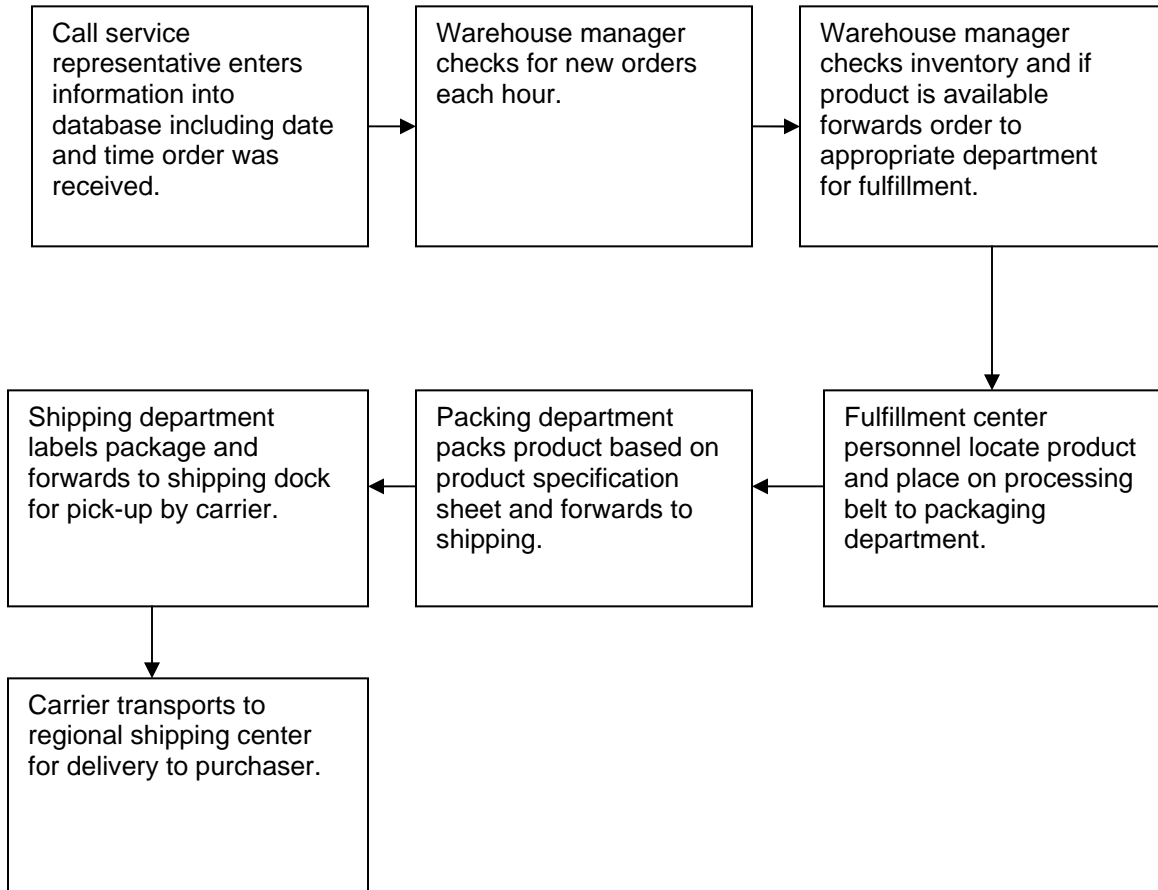 Call service
representative enters
information into
database including date
and time order was
received.
Warehouse manager
checks for new orders
each hour.
Warehouse manager
checks inventory and if
product is available
forwards order to
appropriate department
for fulfillment.
Fulfillment center
personnel locate product
and place on processing
belt to packaging
department.
Packing department
packs product based on
product specification
sheet and forwards to
shipping.
Shipping department
labels package and
forwards to shipping dock
for pick-up by carrier.
Carrier transports to
regional shipping center
for delivery to purchaser.